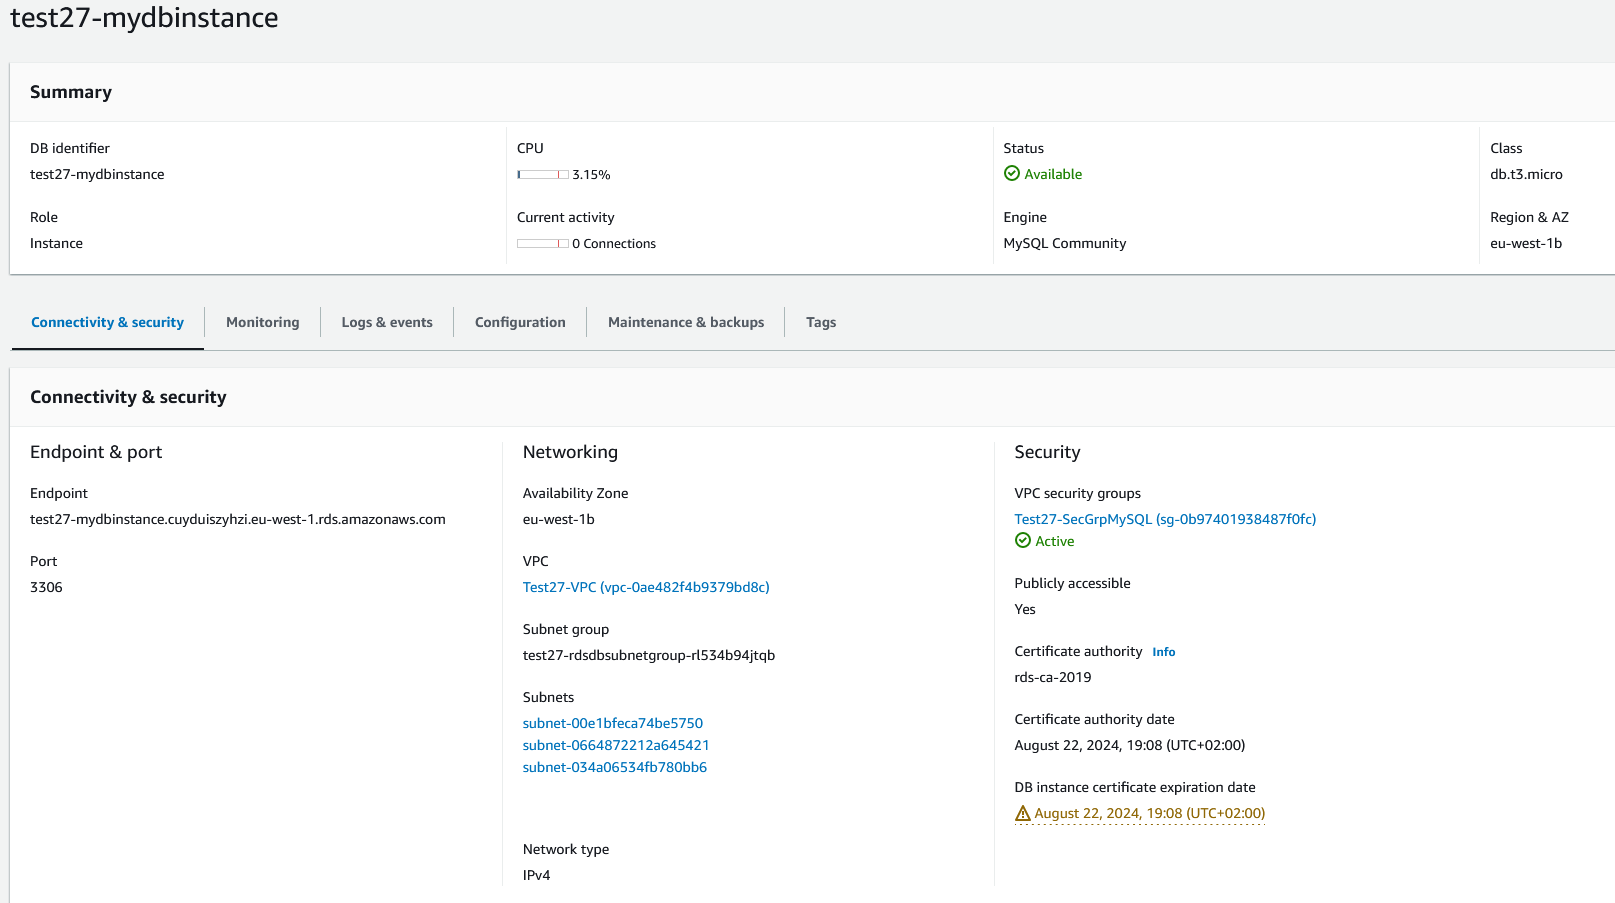 test27-mydbinstance
Summary
DB identifier
test27-mydbinstance
CPU
3.15%
Status
Available
Class
db.t3.micro
Role
Instance
Current activity
0 Connections
Engine
MySQL Community
Region & AZ
eu-west-1b
Connectivity & security
Monitoring
Logs & events
Configuration
Maintenance & backups
Tags
Connectivity & security
Endpoint & port
Endpoint
test27-mydbinstance.cuyduiszyhzi.eu-west-1.rds.amazonaws.com
Port
3306
Networking
Availability Zone
eu-west-1b
VPC
Test27-VPC (vpc-0ae482f4b9379bd8c)
Subnet group
test27-rdsdbsubnetgroup-rl534b94jtqb
Subnets
subnet-00e1bfeca74be5750
subnet-0664872212a645421
subnet-034a06534fb780bb6
Network type
IPv4
Security
VPC security groups
Test27-SecGrpMySQL (sg-0b97401938487f0fc)
Active
Publicly accessible
Yes
Certificate authority Info
rds-ca-2019
Certificate authority date
August 22, 2024, 19:08 (UTC+02:00)
DB instance certificate expiration date
August 22, 2024, 19:08 (UTC+02:00)